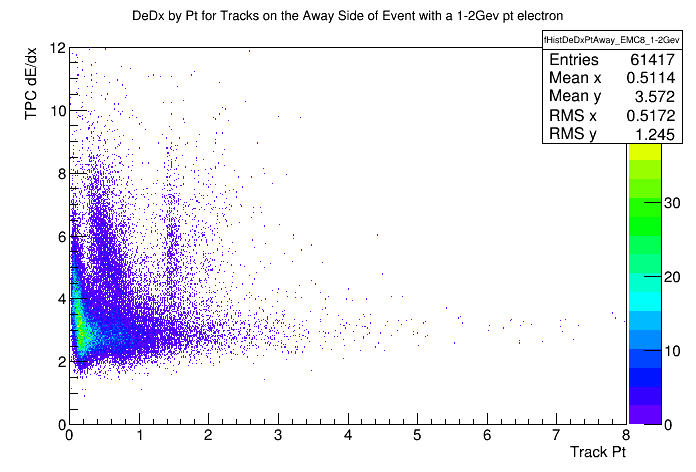 DeDx by Pt for Tracks on the Away Side of Event with a 1-2Gev pt electron
fHistDeDxPtAway_EMC8_1-2Gev
Entries 61417
Mean x 0.5114
Mean y 3.572
RMS x 0.5172
RMS y 1.245
TPC dE/dx
12
10
8
6
4
2
0
0 1 2 3 4 5 6 7 8
Track Pt
30
20
10
0